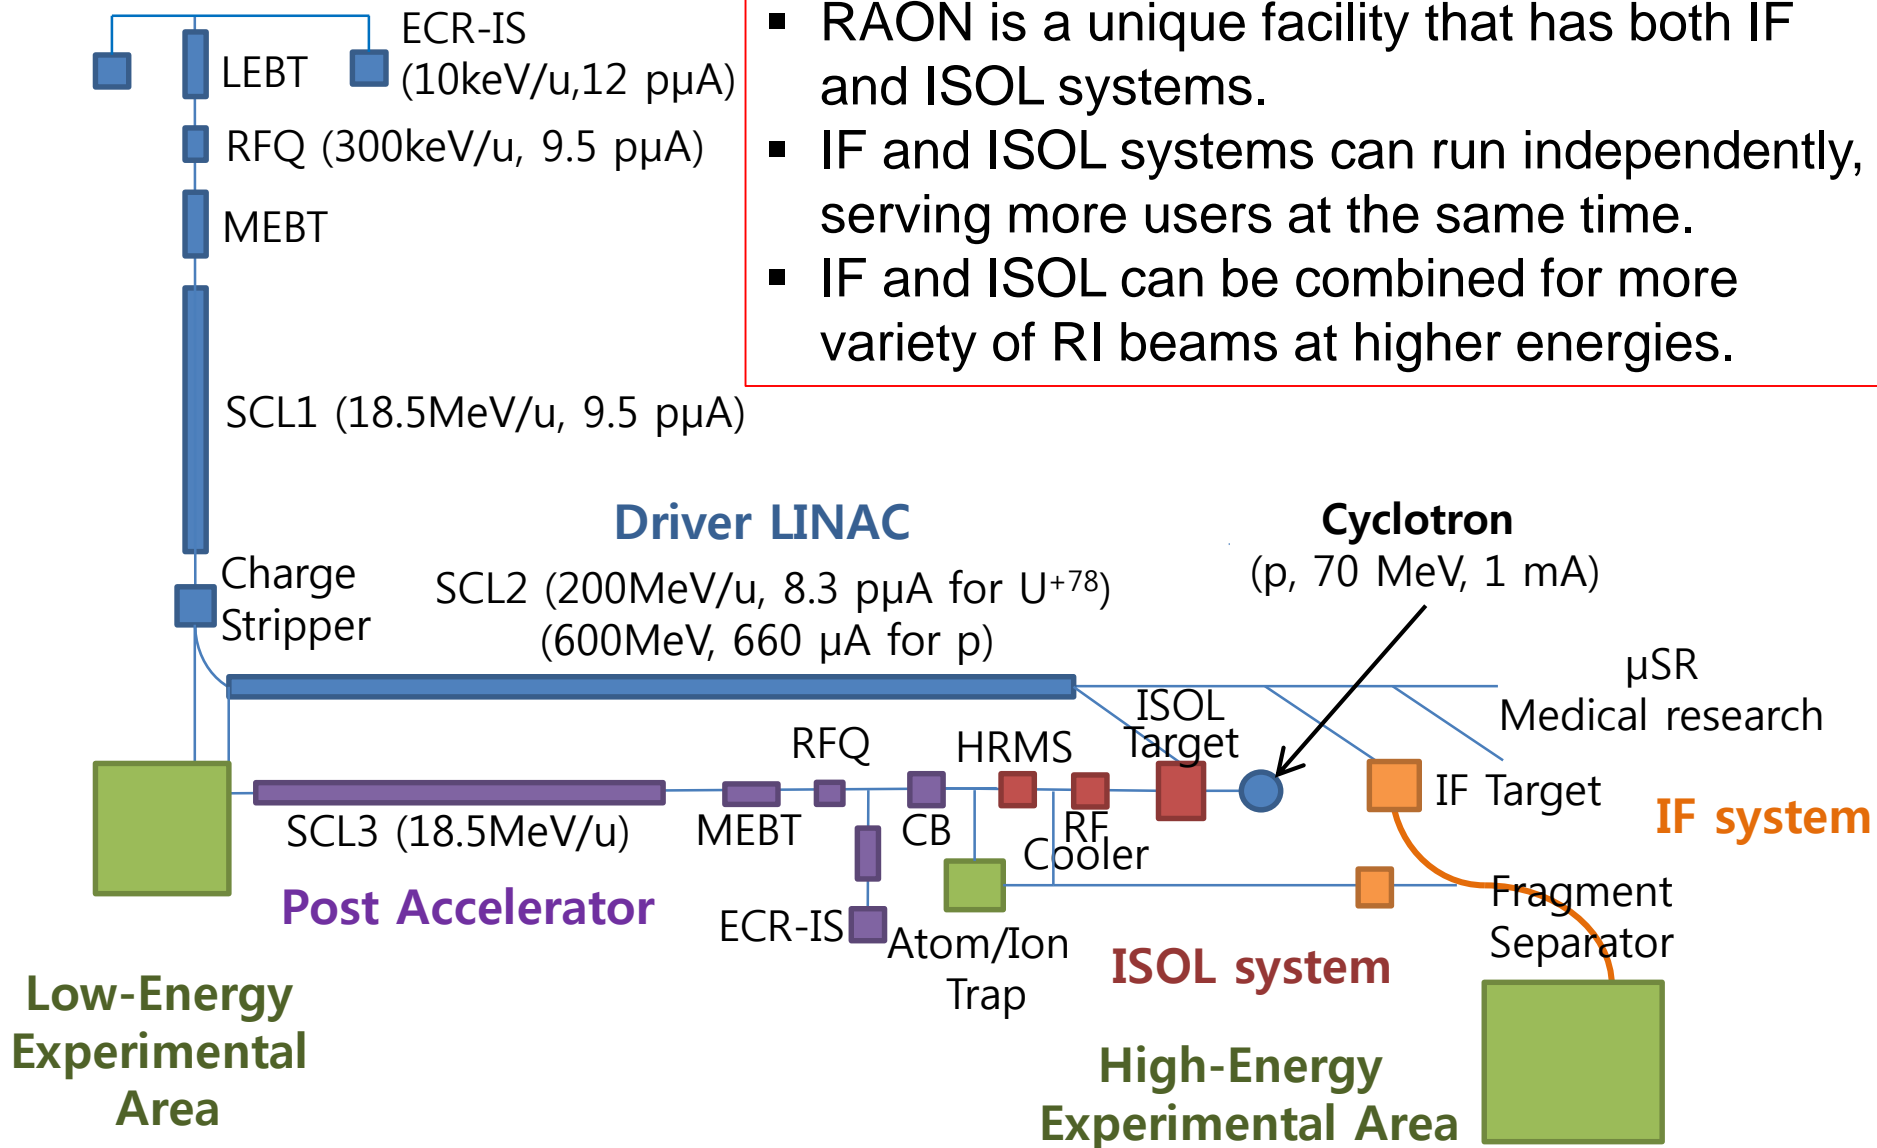 ECR-IS
(10keV/u,12 pμA)
LEBT
RFQ (300keV/u, 9.5 pμA)
MEBT
SCL1 (18.5MeV/u, 9.5 pμA)
▪ RAON is a unique facility that has both IF
and ISOL systems.
▪ IF and ISOL systems can run independently,
serving more users at the same time.
▪ IF and ISOL can be combined for more
variety of RI beams at higher energies.
Driver LINAC
Cyclotron
(p, 70 MeV, 1 mA)
Charge
Stripper
SCL2 (200MeV/u, 8.3 pμA for U⁺⁷⁸)
(600MeV, 660 μA for p)
μSR
Medical research
ISOL
Target
RFQ
HRMS
IF Target
IF system
SCL3 (18.5MeV/u)
MEBT
CB
RF
Cooler
Post Accelerator
ECR-IS
Atom/Ion
Trap
Fragment
Separator
ISOL system
Low-Energy
Experimental
Area
High-Energy
Experimental Area